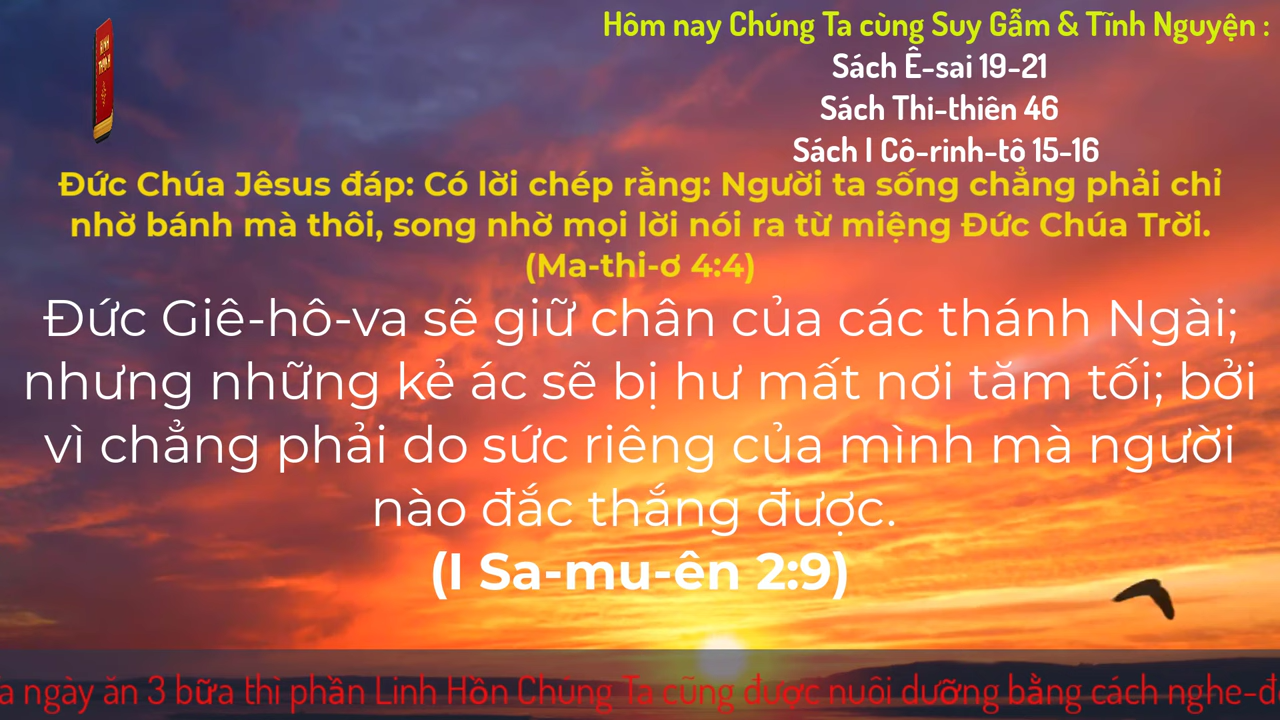 Hôm nay Chúng Ta cùng Suy Gẫm & Tĩnh Nguyện :
Sách Ê-sai 19-21
Sách Thi-thiên 46
Sách I Cô-rinh-tô 15-16
Đức Chúa Jêsus đáp: Có lời chép rằng: Người ta sống chẳng phải chỉ
nhờ bánh mà thôi, song nhờ mọi lời nói ra từ miệng Đức Chúa Trời.
(Ma-thi-ơ 4:4)
Đức Giê-hô-va sẽ giữ chân của các thánh Ngài;
nhưng những kẻ ác sẽ bị hư mất nơi tăm tối; bởi
vì chẳng phải do sức riêng của mình mà người
nào đắc thắng được.
(I Sa-mu-ên 2:9)
ngày ăn 3 bữa thì phần Linh Hồn Chúng Ta cũng được nuôi dưỡng bằng cách nghe-đ